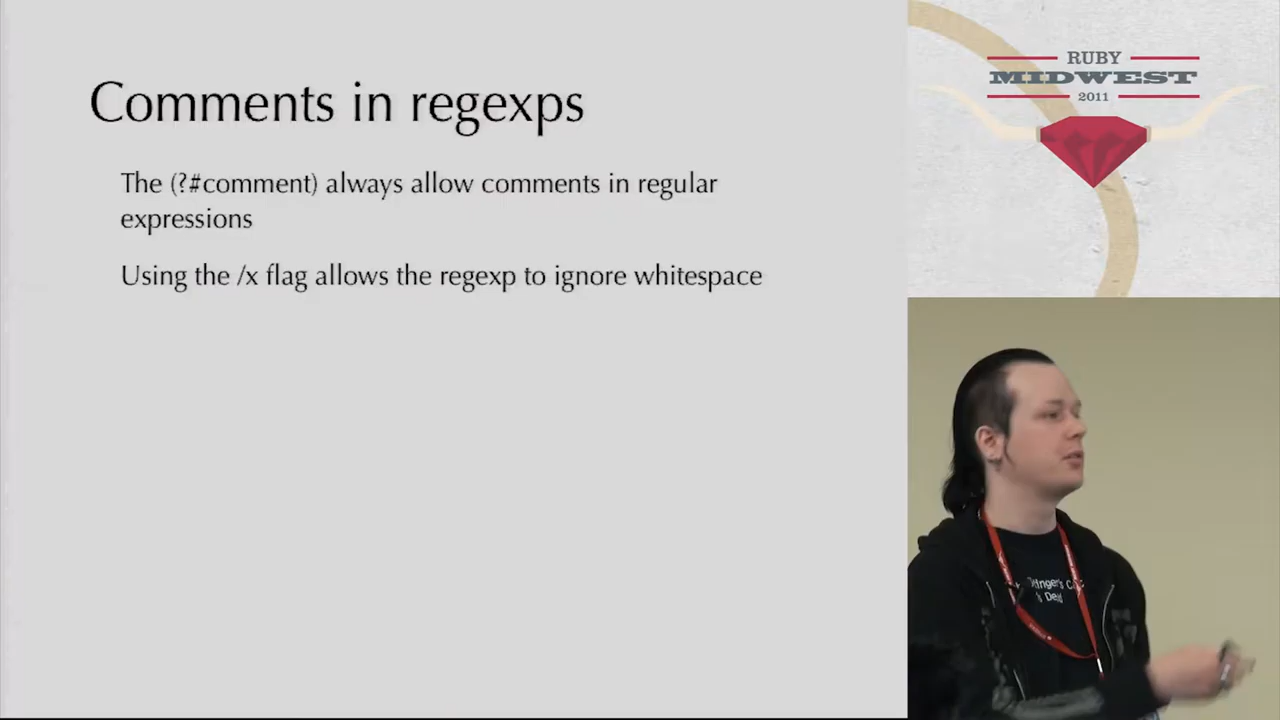 Comments in regexps
The (?#comment) always allow comments in regular
expressions
Using the /x flag allows the regexp to ignore whitespace
RUBY
MIDWEST
2011